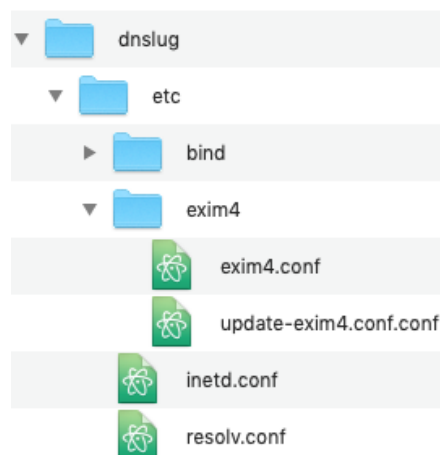 dnslug
etc
bind
exim4
exim4.conf
update-exim4.conf.conf
inetd.conf
resolv.conf